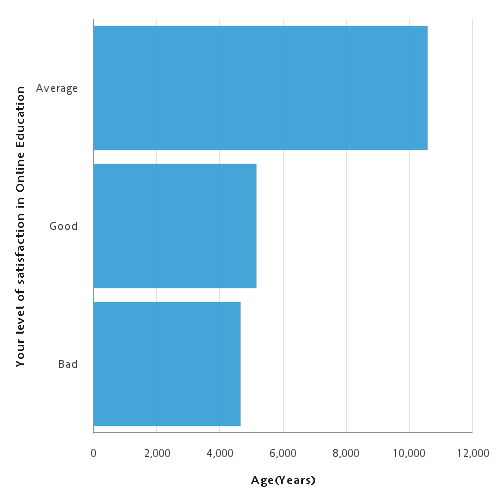 Your level of satisfaction in Online Education
Average
Good
Bad
0 2,000 4,000 6,000 8,000 10,000 12,000
Age(Years)